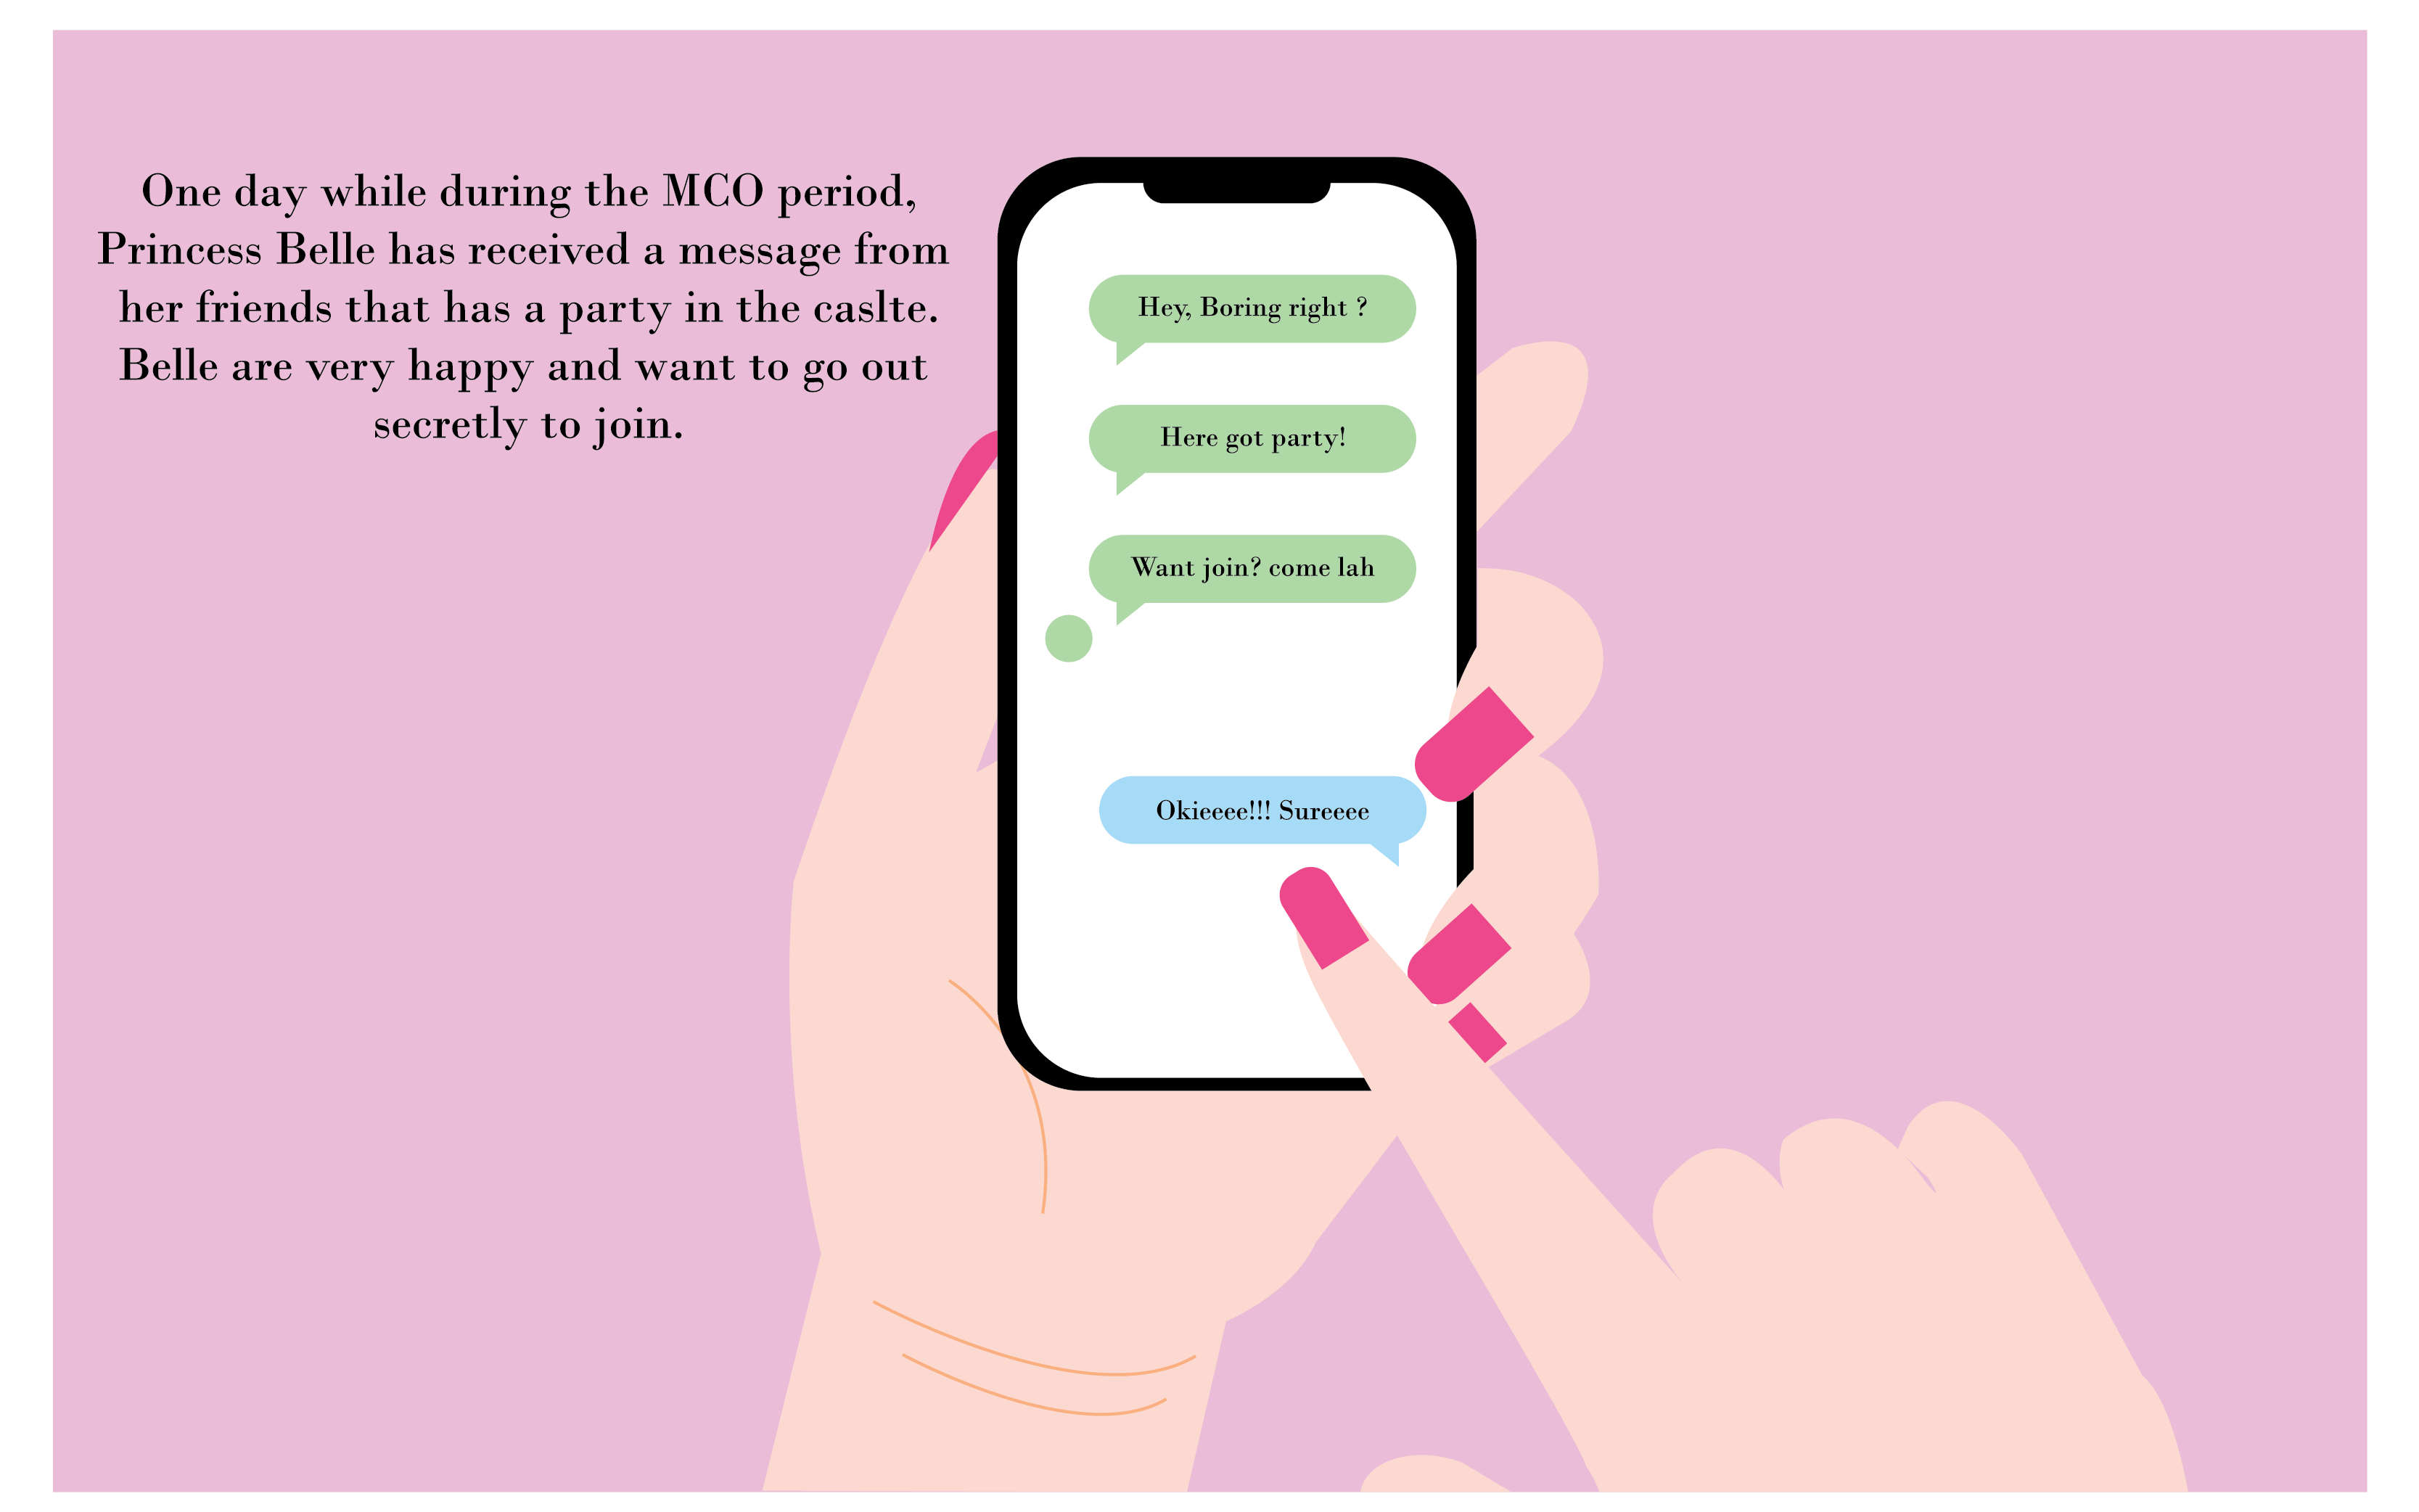 One day while during the MCO period,
Princess Belle has received a message from
her friends that has a party in the caslte.
Belle are very happy and want to go out
secretly to join.
Hey, Boring right ?
Here got party!
Want join? come lah
Okieeee!!! Sureeee